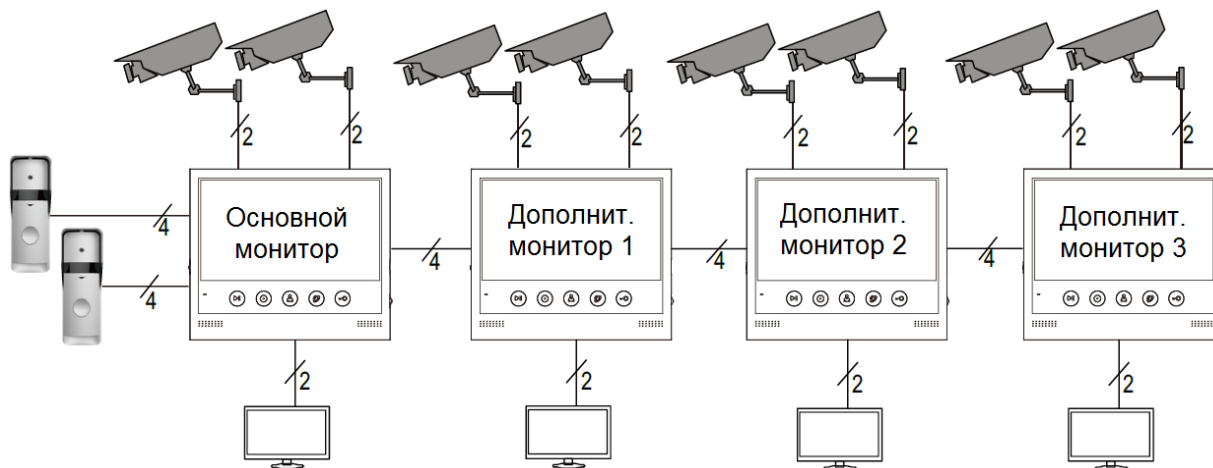 2 2 2 2 2 2 2 2
4
Основной
монитор
Дополнит.
монитор 1
Дополнит.
монитор 2
Дополнит.
монитор 3
4 4 4
4
2 2 2 2